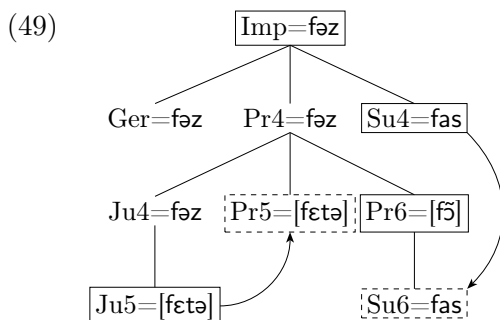 (49)
Imp=fəz
Ger=fəz Pr4=fəz Su4=fas
Ju4=fəz Pr5=[fɛtə] Pr6=[fɔ̃]
Ju5=[fɛtə] Su6=fas